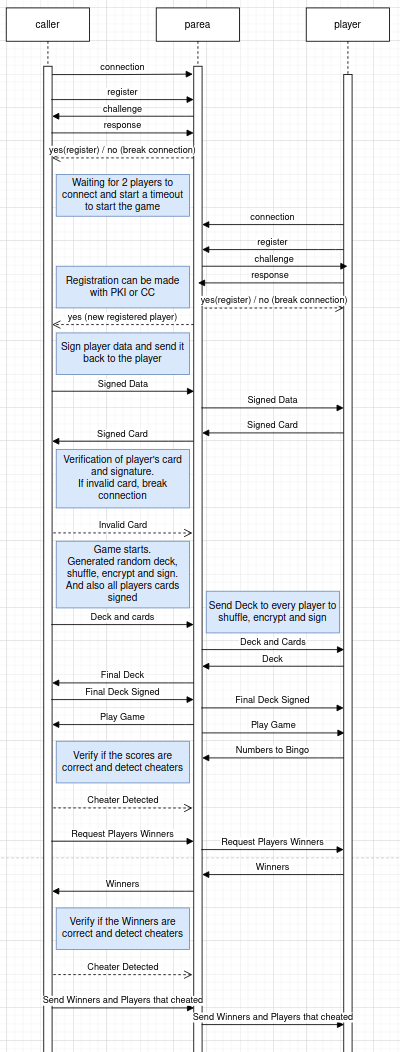 caller
parea
player
connection
register
challenge
response
yes(register) / no (break connection)
Waiting for 2 players to
connect and start a timeout
to start the game
connection
register
challenge
response
Registration can be made
with PKI or CC
yes(register) / no (break connection)
yes (new registered player)
Sign player data and send it
back to the player
Signed Data
Signed Data
Signed Card
Signed Card
Verification of player's card
and signature.
If invalid card, break
connection
Invalid Card
Game starts.
Generated random deck,
shuffle, encrypt and sign.
And also all players cards
signed
Send Deck to every player to
shuffle, encrypt and sign
Deck and cards
Deck and Cards
Deck
Final Deck
Final Deck Signed
Final Deck Signed
Play Game
Play Game
Verify if the scores are
correct and detect cheaters
Numbers to Bingo
Cheater Detected
Request Players Winners
Request Players Winners
Winners
Winners
Verify if the Winners are
correct and detect cheaters
Cheater Detected
Send Winners and Players that cheated
Send Winners and Players that cheated